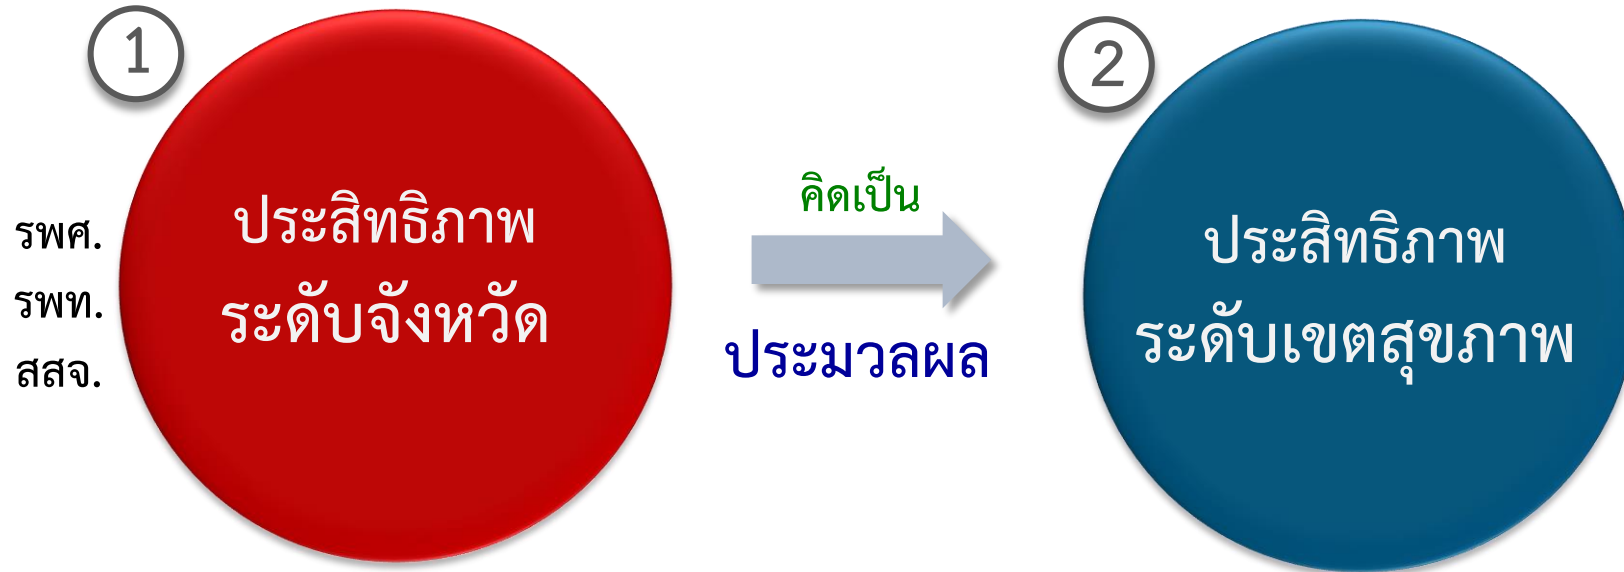 1
รพศ.
รพท.
สสจ.
ประสิทธิภาพ
ระดับจังหวัด
คิดเป็น
ประมวลผล
2
ประสิทธิภาพ
ระดับเขตสุขภาพ